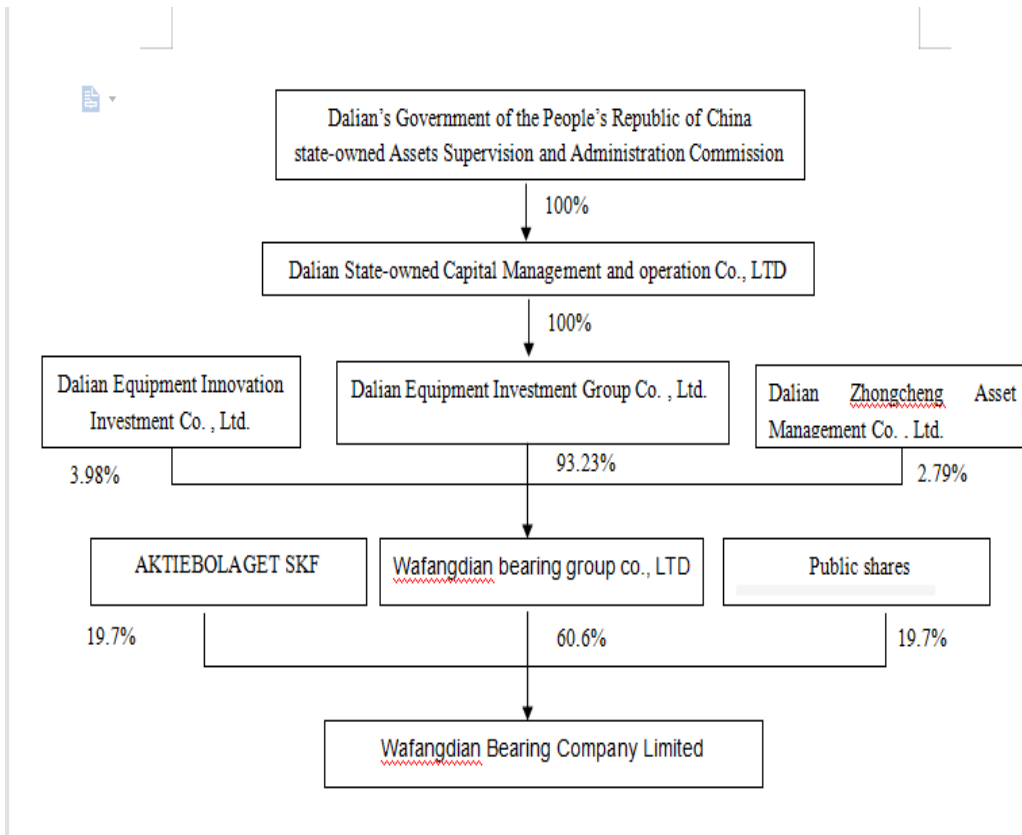 Dalian’s Government of the People’s Republic of China
state-owned Assets Supervision and Administration Commission
100%
Dalian State-owned Capital Management and operation Co., LTD
100%
Dalian Equipment Innovation
Investment Co. , Ltd.
Dalian Equipment Investment Group Co. , Ltd.
Dalian Zhongcheng Asset
Management Co. . Ltd.
3.98%
93.23%
2.79%
AKTIEBOLAGET SKF
Wafangdian bearing group co., LTD
Public shares
19.7%
60.6%
19.7%
Wafangdian Bearing Company Limited